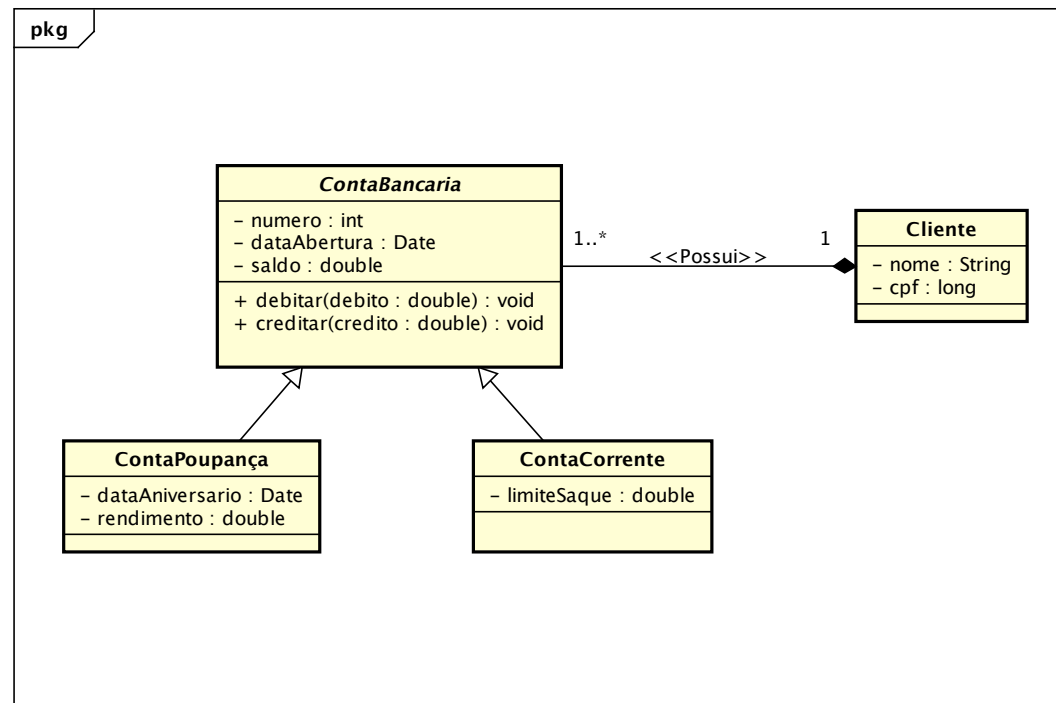 pkg
ContaBancaria
– numero : int
– dataAbertura : Date
– saldo : double
+ debitar(debito : double) : void
+ creditar(credito : double) : void
1..*
<<Possui>>
1
Cliente
– nome : String
– cpf : long
ContaPoupança
– dataAniversario : Date
– rendimento : double
ContaCorrente
– limiteSaque : double